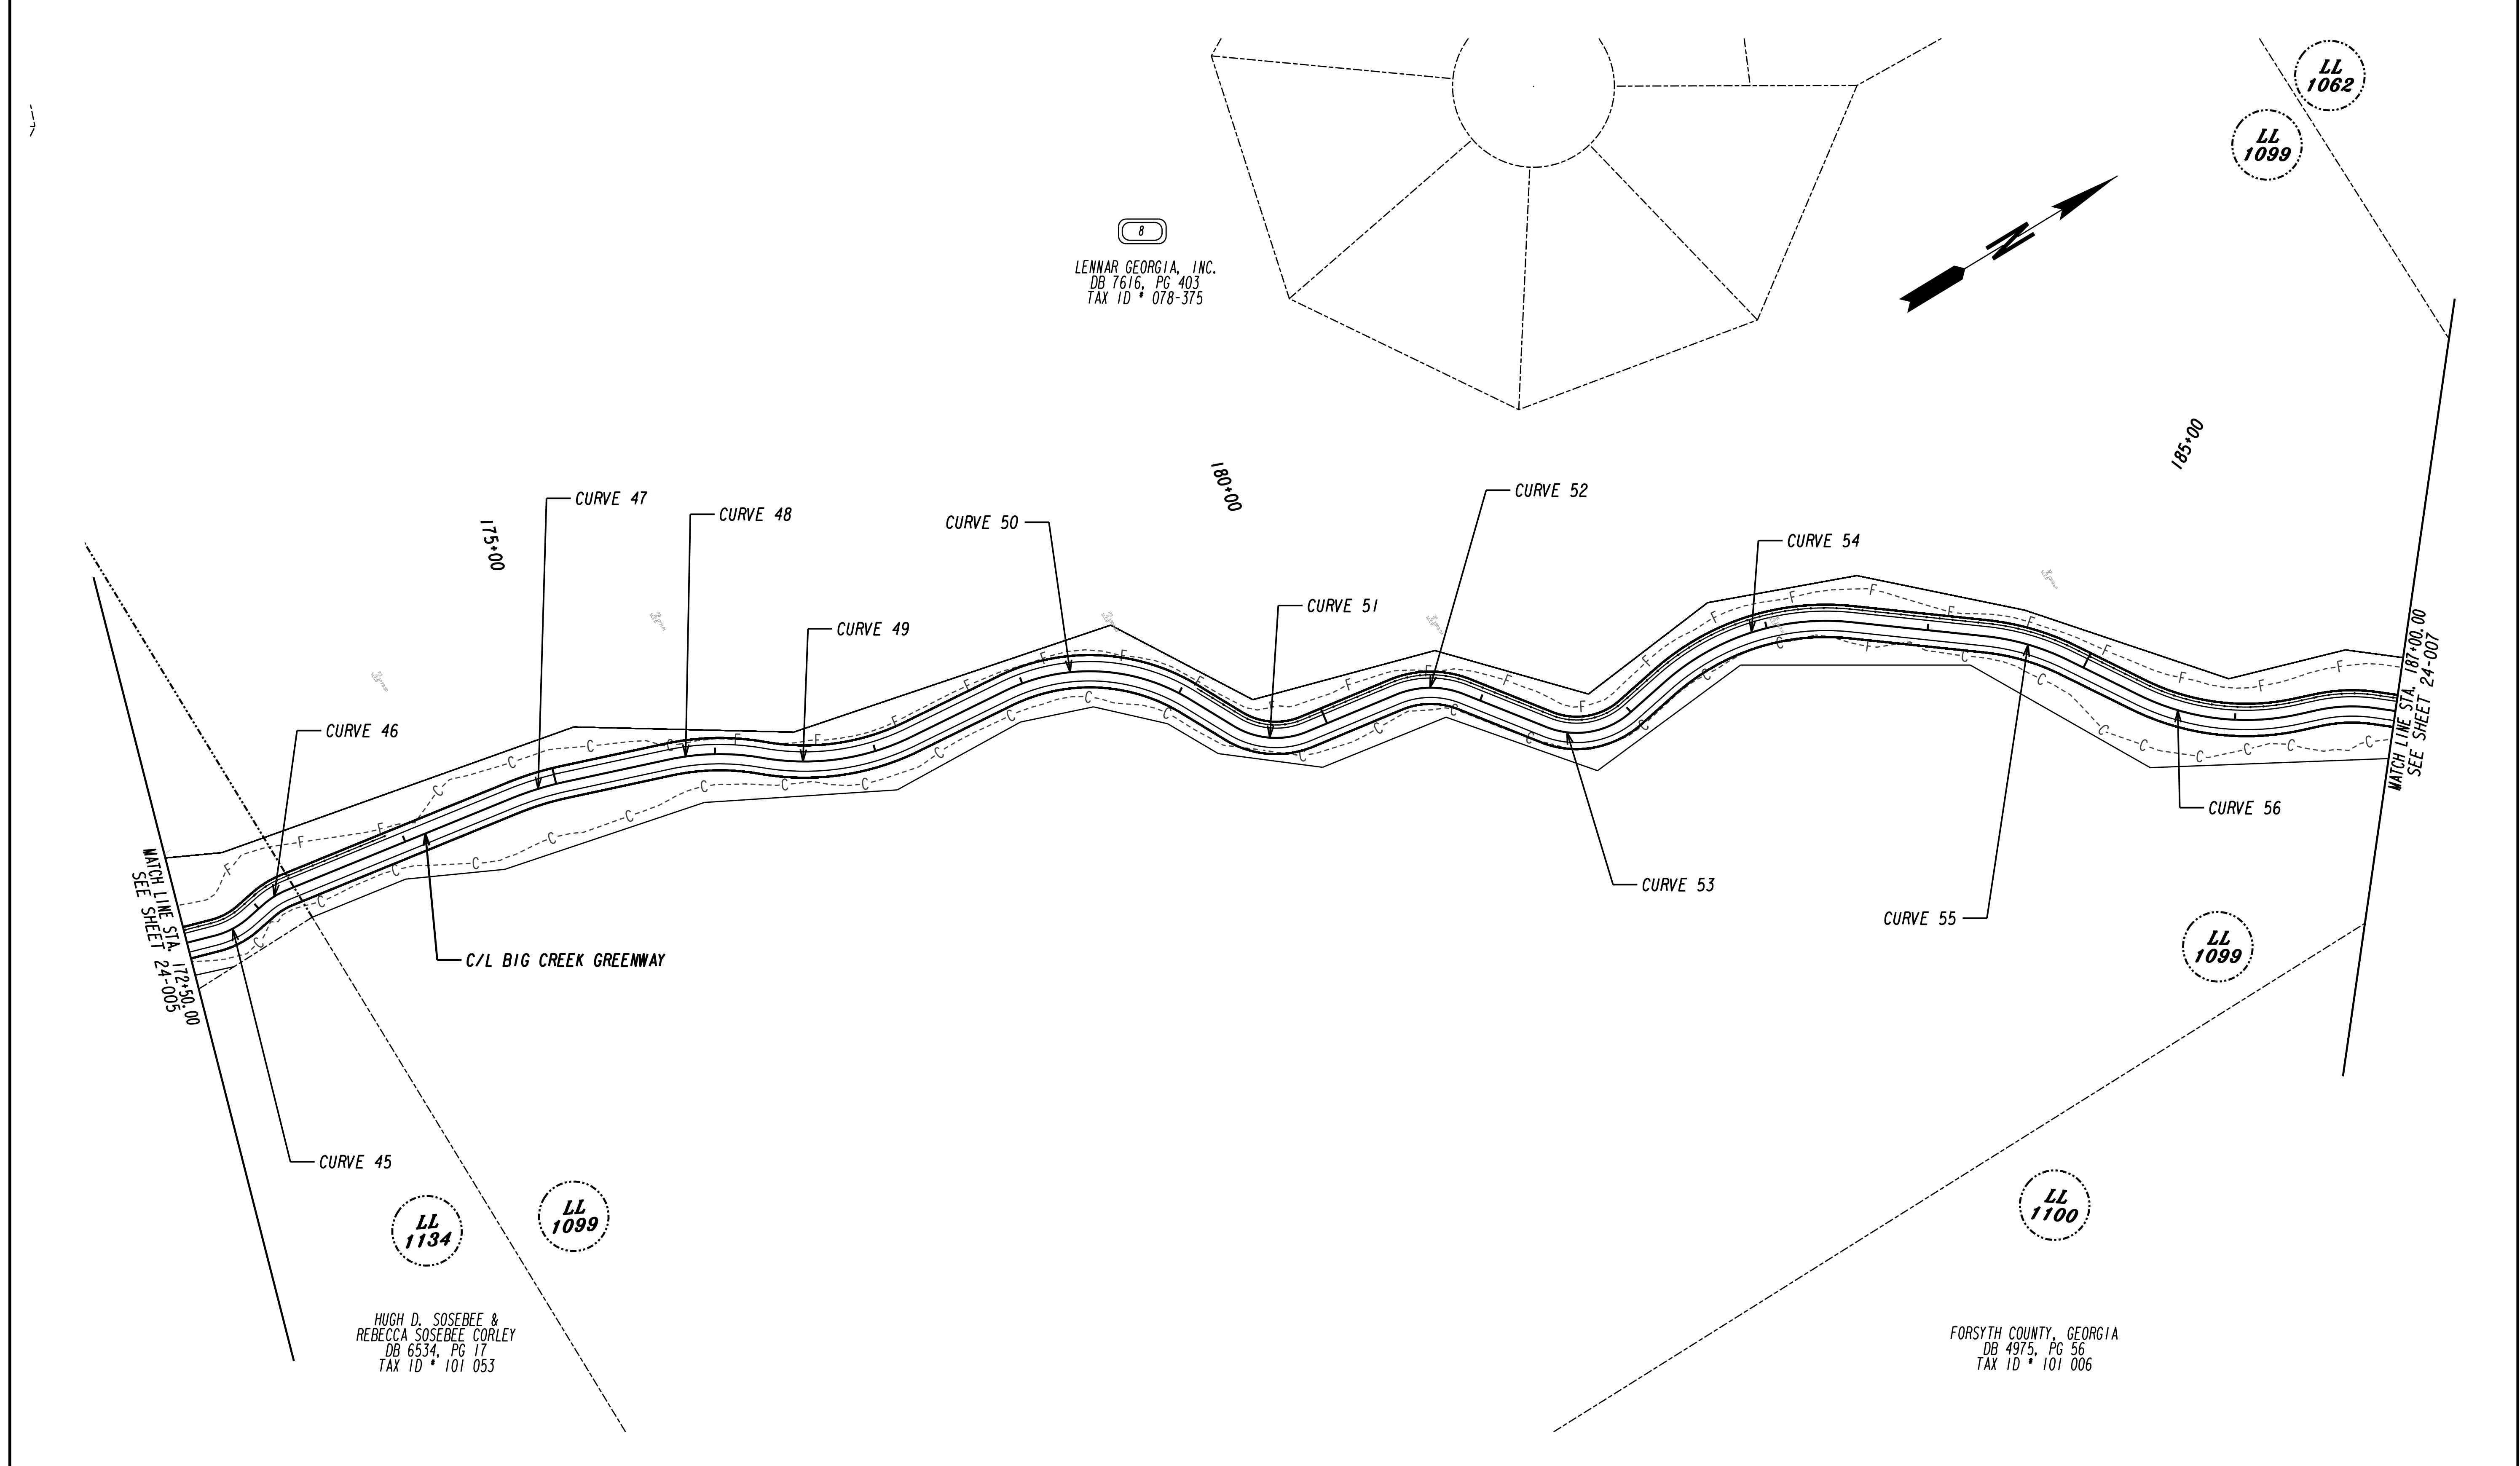 LL
1062
LL
1099
8
LENNAR GEORGIA, INC.
DB 7616, PG 403
TAX ID # 078-375
N
185+00
180+00
175+00
CURVE 47
CURVE 48
CURVE 50
CURVE 52
CURVE 54
CURVE 49
CURVE 51
CURVE 46
MATCH LINE STA. 187+00.00
SEE SHEET 24-007
CURVE 56
CURVE 53
CURVE 55
MATCH LINE STA. 172+50.00
SEE SHEET 24-005
C/L BIG CREEK GREENWAY
LL
1099
CURVE 45
LL
1134
LL
1099
LL
1100
HUGH D. SOSEBEE &
REBECCA SOSEBEE CORLEY
DB 6534, PG 17
TAX ID # 101 053
FORSYTH COUNTY, GEORGIA
DB 4975, PG 56
TAX ID # 101 006